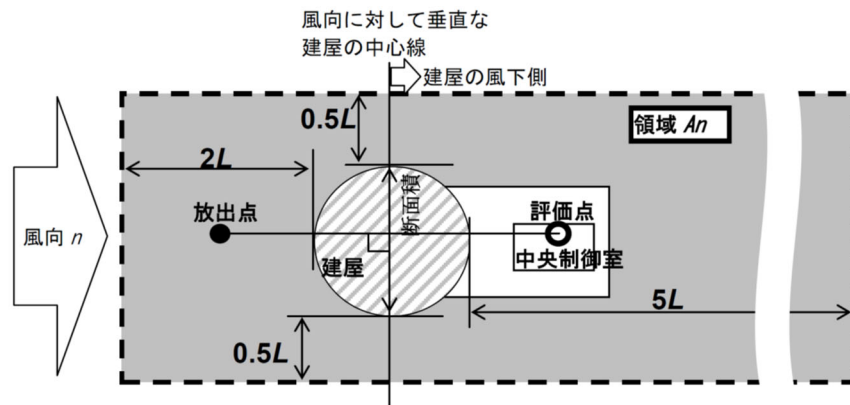 風向に対して垂直な
建屋の中心線
建屋の風下側
0.5L
領域 An
2L
断面積
放出点
評価点
風向 n
建屋
中央制御室
5L
0.5L